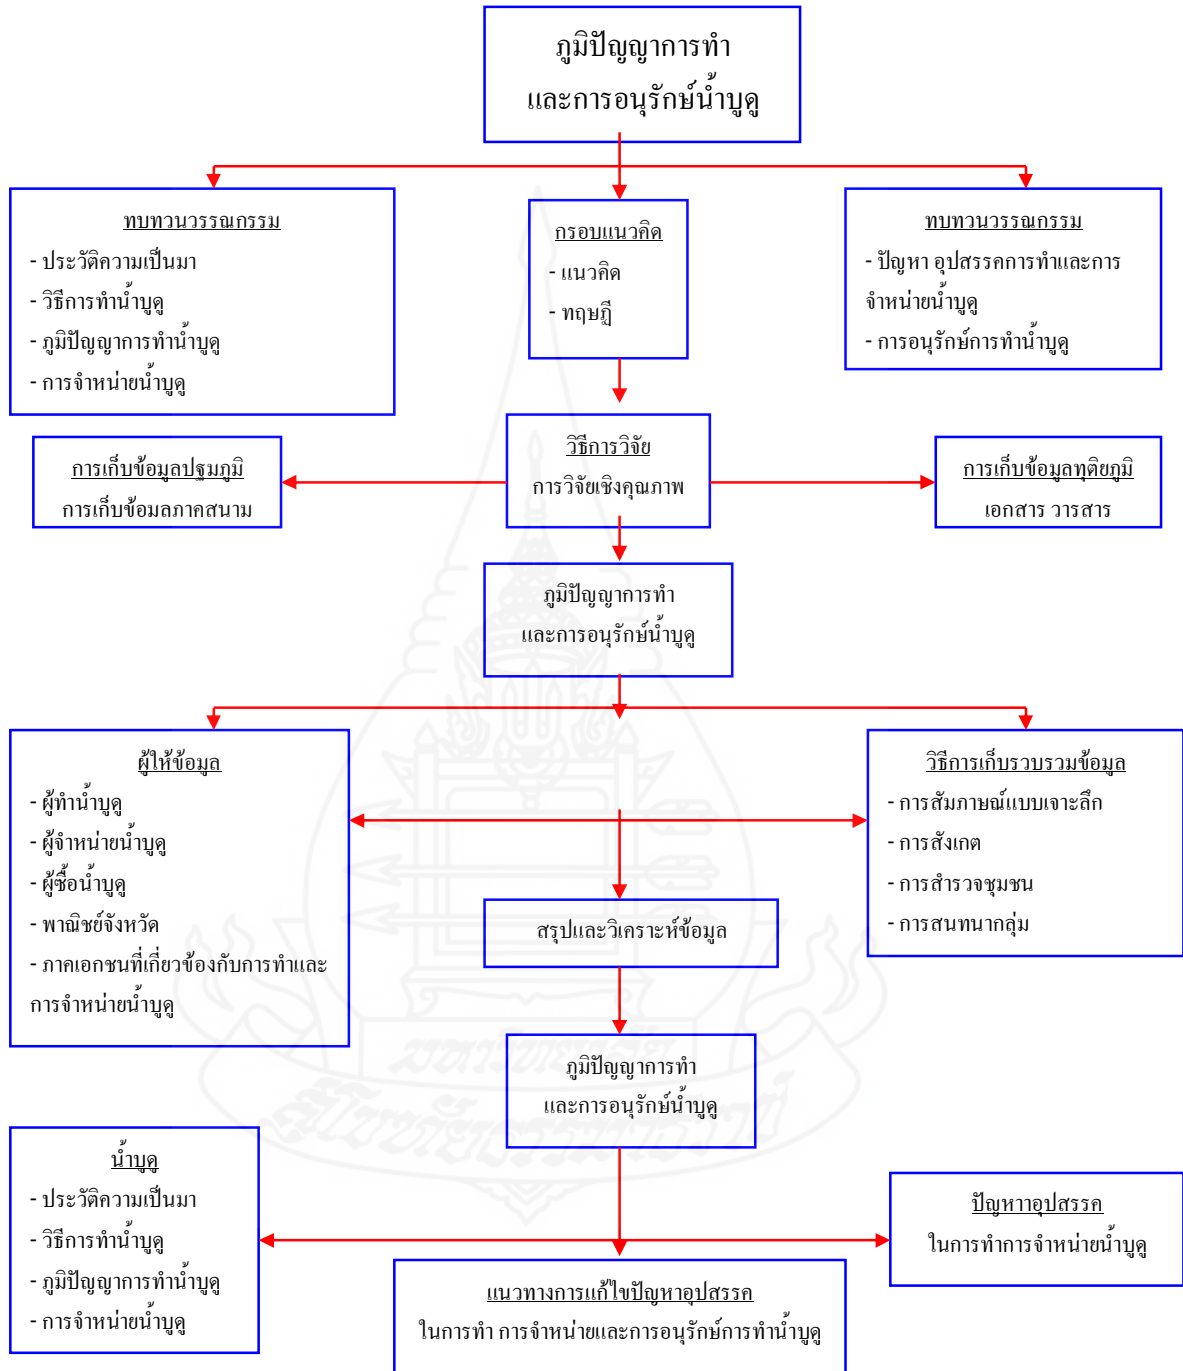 ภูมิปัญญาการทำ
และการอนุรักษ์น้ำบูดู
ทบทวนวรรณกรรม
- ประวัติความเป็นมา
- วิธีการทำน้ำบูดู
- ภูมิปัญญาการทำน้ำบูดู
- การจำหน่ายน้ำบูดู
กรอบแนวคิด
- แนวคิด
- ทฤษฎี
ทบทวนวรรณกรรม
- ปัญหา อุปสรรคการทำและการ
จำหน่ายน้ำบูดู
- การอนุรักษ์การทำน้ำบูดู
การเก็บข้อมูลปฐมภูมิ
การเก็บข้อมลภาคสนาม
วิธีการวิจัย
การวิจัยเชิงคุณภาพ
การเก็บข้อมูลทุติยภูมิ
เอกสาร วารสาร
ภูมิปัญญาการทำ
และการอนุรักษ์น้ำบูดู
ผู้ให้ข้อมูล
- ผู้ทำน้ำบูดู
- ผู้จำหน่ายน้ำบูดู
- ผู้ซื้อน้ำบูดู
- พาณิชย์จังหวัด
- ภาคเอกชนที่เกี่ยวข้องกับการทำและ
การจำหน่ายน้ำบูดู
วิธีการเก็บรวบรวมข้อมูล
- การสัมภาษณ์แบบเจาะลึก
- การสังเกต
- การสำรวจชุมชน
- การสนทนากลุ่ม
สรุปและวิเคราะห์ข้อมูล
ภูมิปัญญาการทำ
และการอนุรักษ์น้ำบูดู
มหาวิทยาลัย
สุโขทัยธรรมาธิราช
น้ำบูดู
- ประวัติความเป็นมา
- วิธีการทำน้ำบูดู
- ภูมิปัญญาการทำน้ำบูดู
- การจำหน่ายน้ำบูดู
ปัญหาาอุปสรรค
ในการทำการจำหน่ายน้ำบูดู
แนวทางการแก้ไขปัญหาอุปสรรค
ในการทำ การจำหน่ายและการอนุรักษ์การทำน้ำบูดู